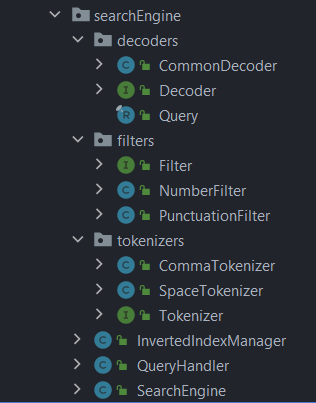 searchEngine
decoders
C CommonDecoder
I Decoder
R Query
filters
I Filter
C NumberFilter
C PunctuationFilter
tokenizers
C CommaTokenizer
C SpaceTokenizer
I Tokenizer
C InvertedIndexManager
C QueryHandler
C SearchEngine